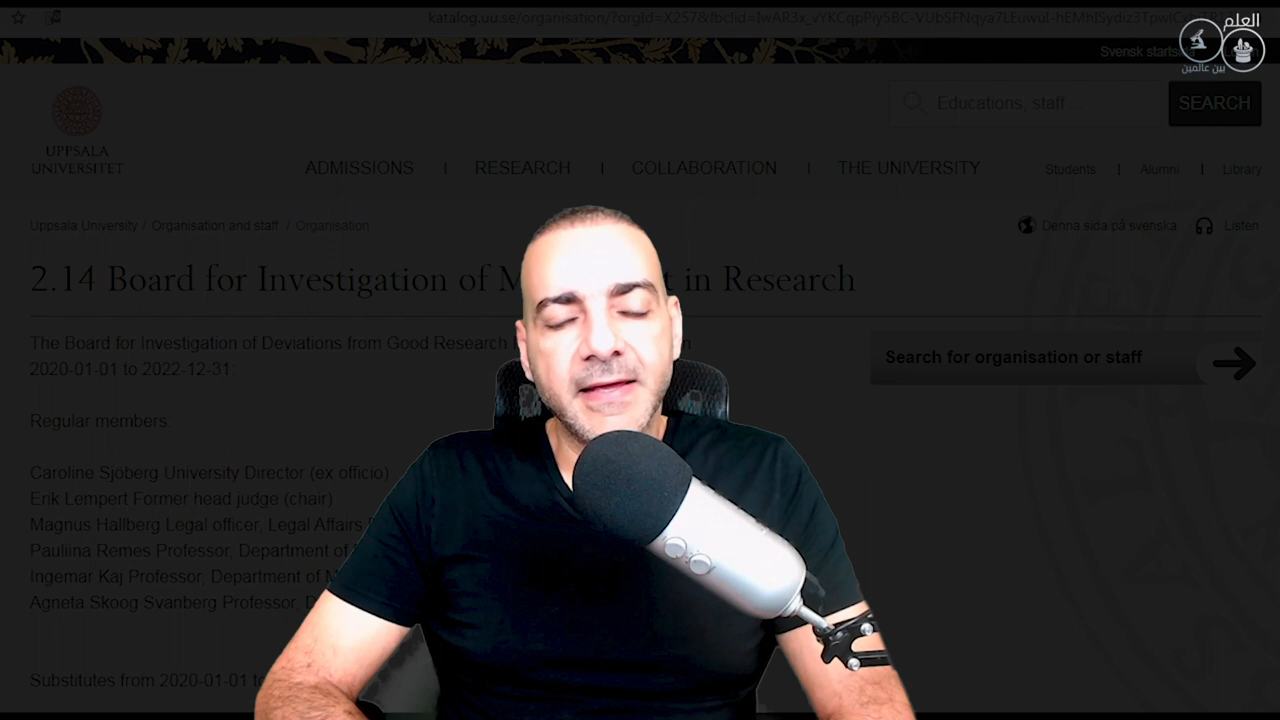 katalog.uu.se/organisation/?orgId=X257&fbclid=IwAR3x_vYKCqpPiy5BC-VUbSFNqya7LEuwuI-hEMhISydiz3TpwIC
العلم
بين عالمين
Svensk starts
UPPSALA
UNIVERSITET
Educations, staff ...
SEARCH
ADMISSIONS | RESEARCH | COLLABORATION | THE UNIVERSITY
Students | Alumni | Library
Uppsala University / Organisation and staff / Organisation
Denna sida på svenska
Listen
2.14 Board for Investigation of M t in Research
The Board for Investigation of Deviations from Good Research
2020-01-01 to 2022-12-31:
Search for organisation or staff
Regular members:
Caroline Sjöberg University Director (ex officio)
Erik Lempert Former head judge (chair)
Magnus Hallberg Legal officer, Legal Affairs
Pauliina Remes Professor, Department of
Ingemar Kaj Professor, Department of M
Agneta Skoog Svanberg Professor, D
Substitutes from 2020-01-01 to